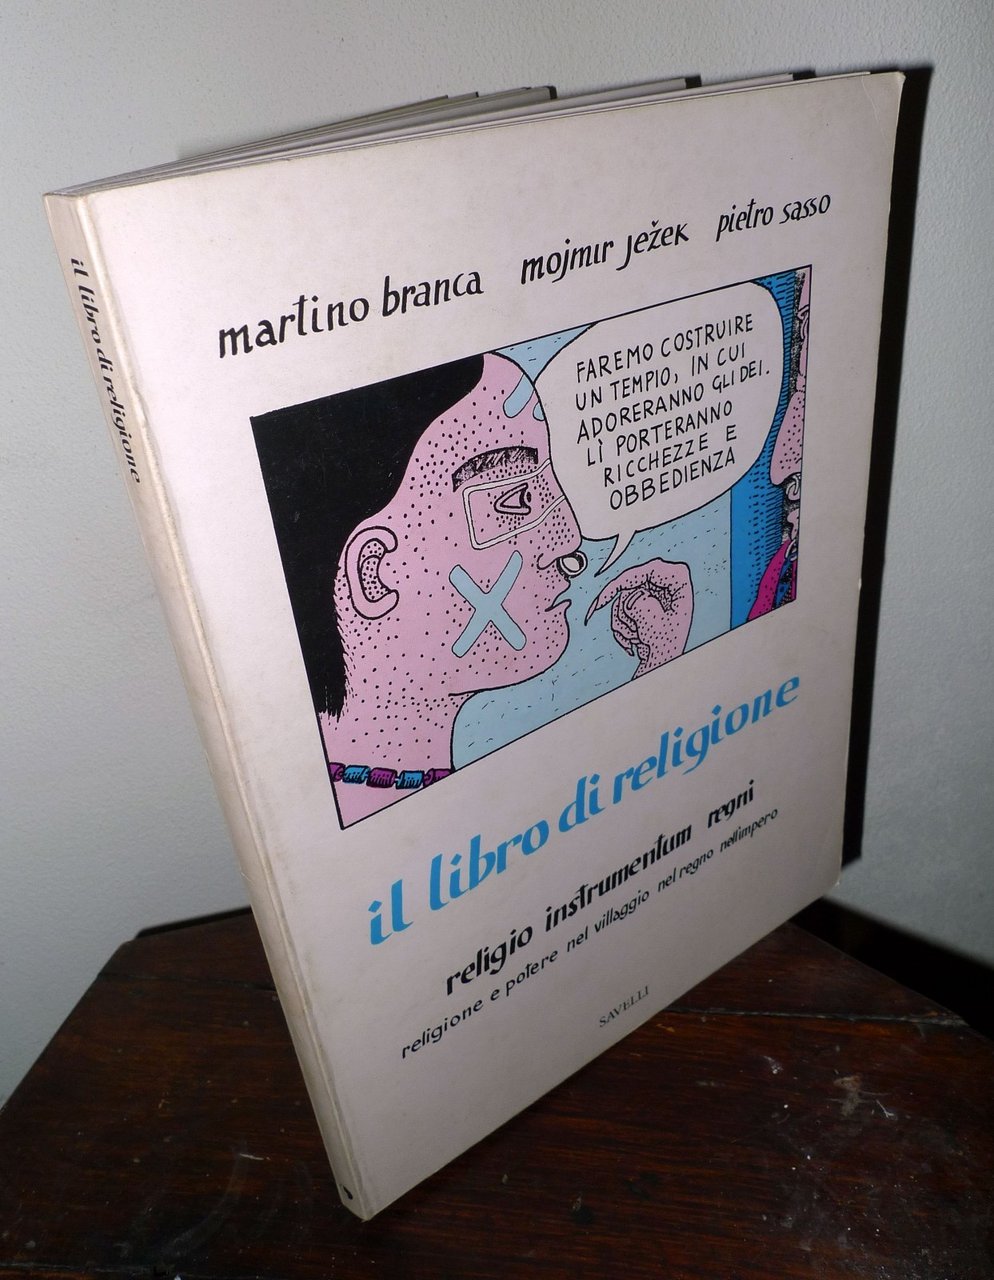 martino branca mojmir ježek pietro sasso
FAREMO COSTRUIRE
UN TEMPIO, IN CUI
ADORERANNO GLI DEI.
LÌ PORTERANNO
RICCHEZZE E
OBBEDIENZA
il libro di religione
religio instrumentum regni
religione e potere nel villaggio nel regno nell'impero
SAVELLI
il libro di religione